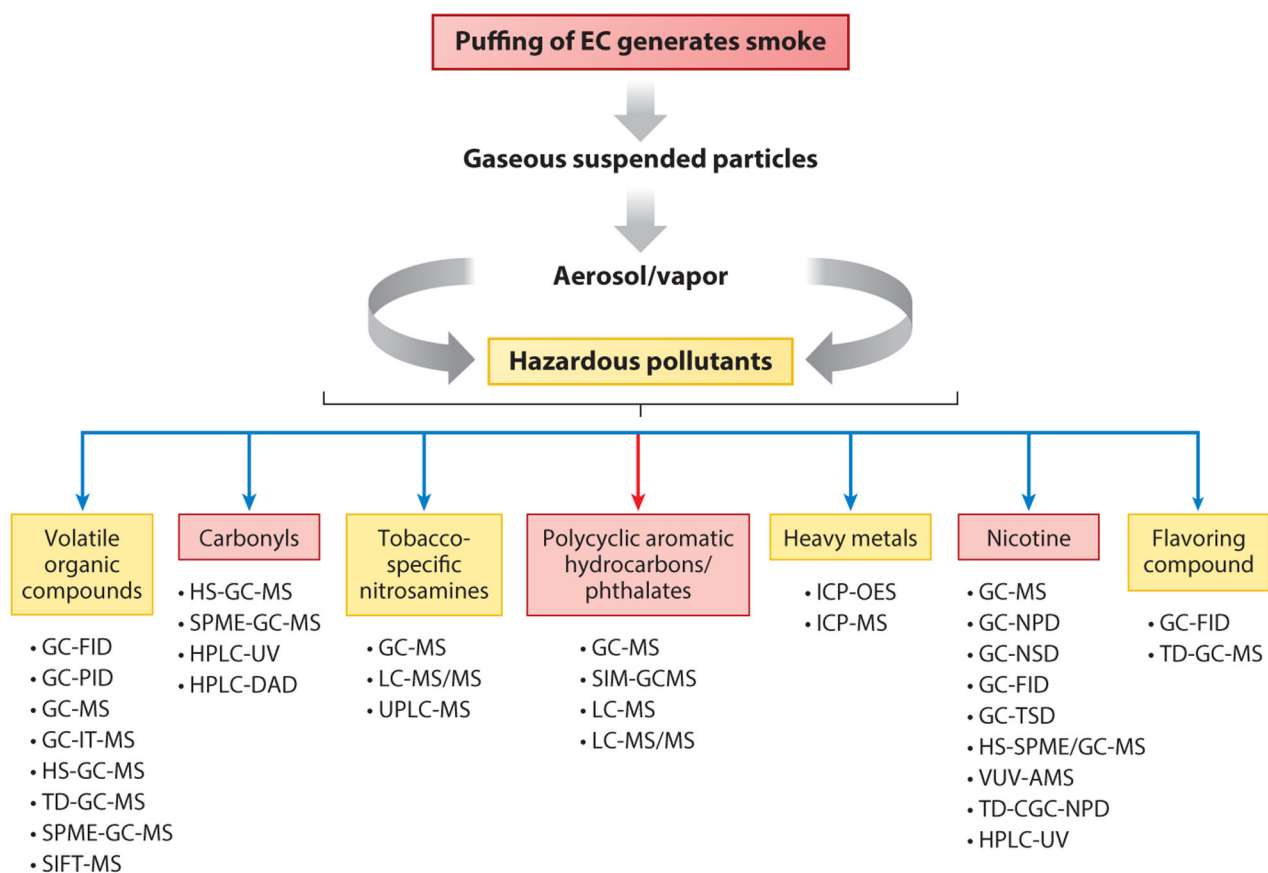 Puffing of EC generates smoke
Gaseous suspended particles
Aerosol/vapor
Hazardous pollutants
Volatile
organic
compounds
• GC-FID
• GC-PID
• GC-MS
• GC-IT-MS
• HS-GC-MS
• TD-GC-MS
• SPME-GC-MS
• SIFT-MS
Carbonyls
• HS-GC-MS
• SPME-GC-MS
• HPLC-UV
• HPLC-DAD
Tobacco-
specific
nitrosamines
• GC-MS
• LC-MS/MS
• UPLC-MS
Polycyclic aromatic
hydrocarbons/
phthalates
• GC-MS
• SIM-GCMS
• LC-MS
• LC-MS/MS
Heavy metals
• ICP-OES
• ICP-MS
Nicotine
• GC-MS
• GC-NPD
• GC-NSD
• GC-FID
• GC-TSD
• HS-SPME/GC-MS
• VUV-AMS
• TD-CGC-NPD
• HPLC-UV
Flavoring
compound
• GC-FID
• TD-GC-MS